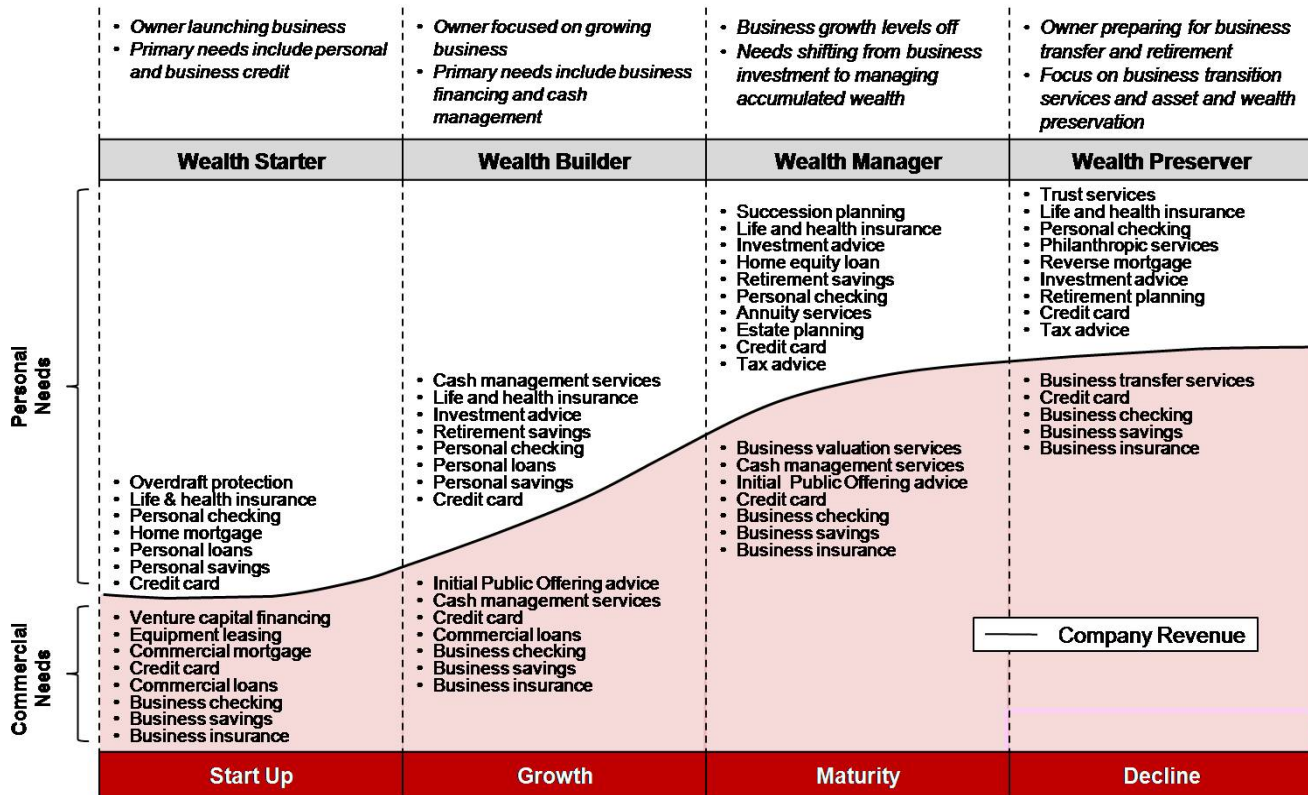 • Owner launching business
• Primary needs include personal
and business credit
• Owner focused on growing
business
• Primary needs include business
financing and cash
management
• Business growth levels off
• Needs shifting from business
investment to managing
accumulated wealth
• Owner preparing for business
transfer and retirement
• Focus on business transition
services and asset and wealth
preservation
Wealth Starter
Wealth Builder
Wealth Manager
Wealth Preserver
Personal
Needs
• Overdraft protection
• Life & health insurance
• Personal checking
• Home mortgage
• Personal loans
• Personal savings
• Credit card
• Cash management services
• Life and health insurance
• Investment advice
• Retirement savings
• Personal checking
• Personal loans
• Personal savings
• Credit card
• Succession planning
• Life and health insurance
• Investment advice
• Home equity loan
• Retirement savings
• Personal checking
• Annuity services
• Estate planning
• Credit card
• Tax advice
• Trust services
• Life and health insurance
• Personal checking
• Philanthropic services
• Reverse mortgage
• Investment advice
• Retirement planning
• Credit card
• Tax advice
Commercial
Needs
• Venture capital financing
• Equipment leasing
• Commercial mortgage
• Credit card
• Commercial loans
• Business checking
• Business savings
• Business insurance
• Initial Public Offering advice
• Cash management services
• Credit card
• Commercial loans
• Business checking
• Business savings
• Business insurance
• Business valuation services
• Cash management services
• Initial Public Offering advice
• Credit card
• Business checking
• Business savings
• Business insurance
• Business transfer services
• Credit card
• Business checking
• Business savings
• Business insurance
Company Revenue
Start Up
Growth
Maturity
Decline